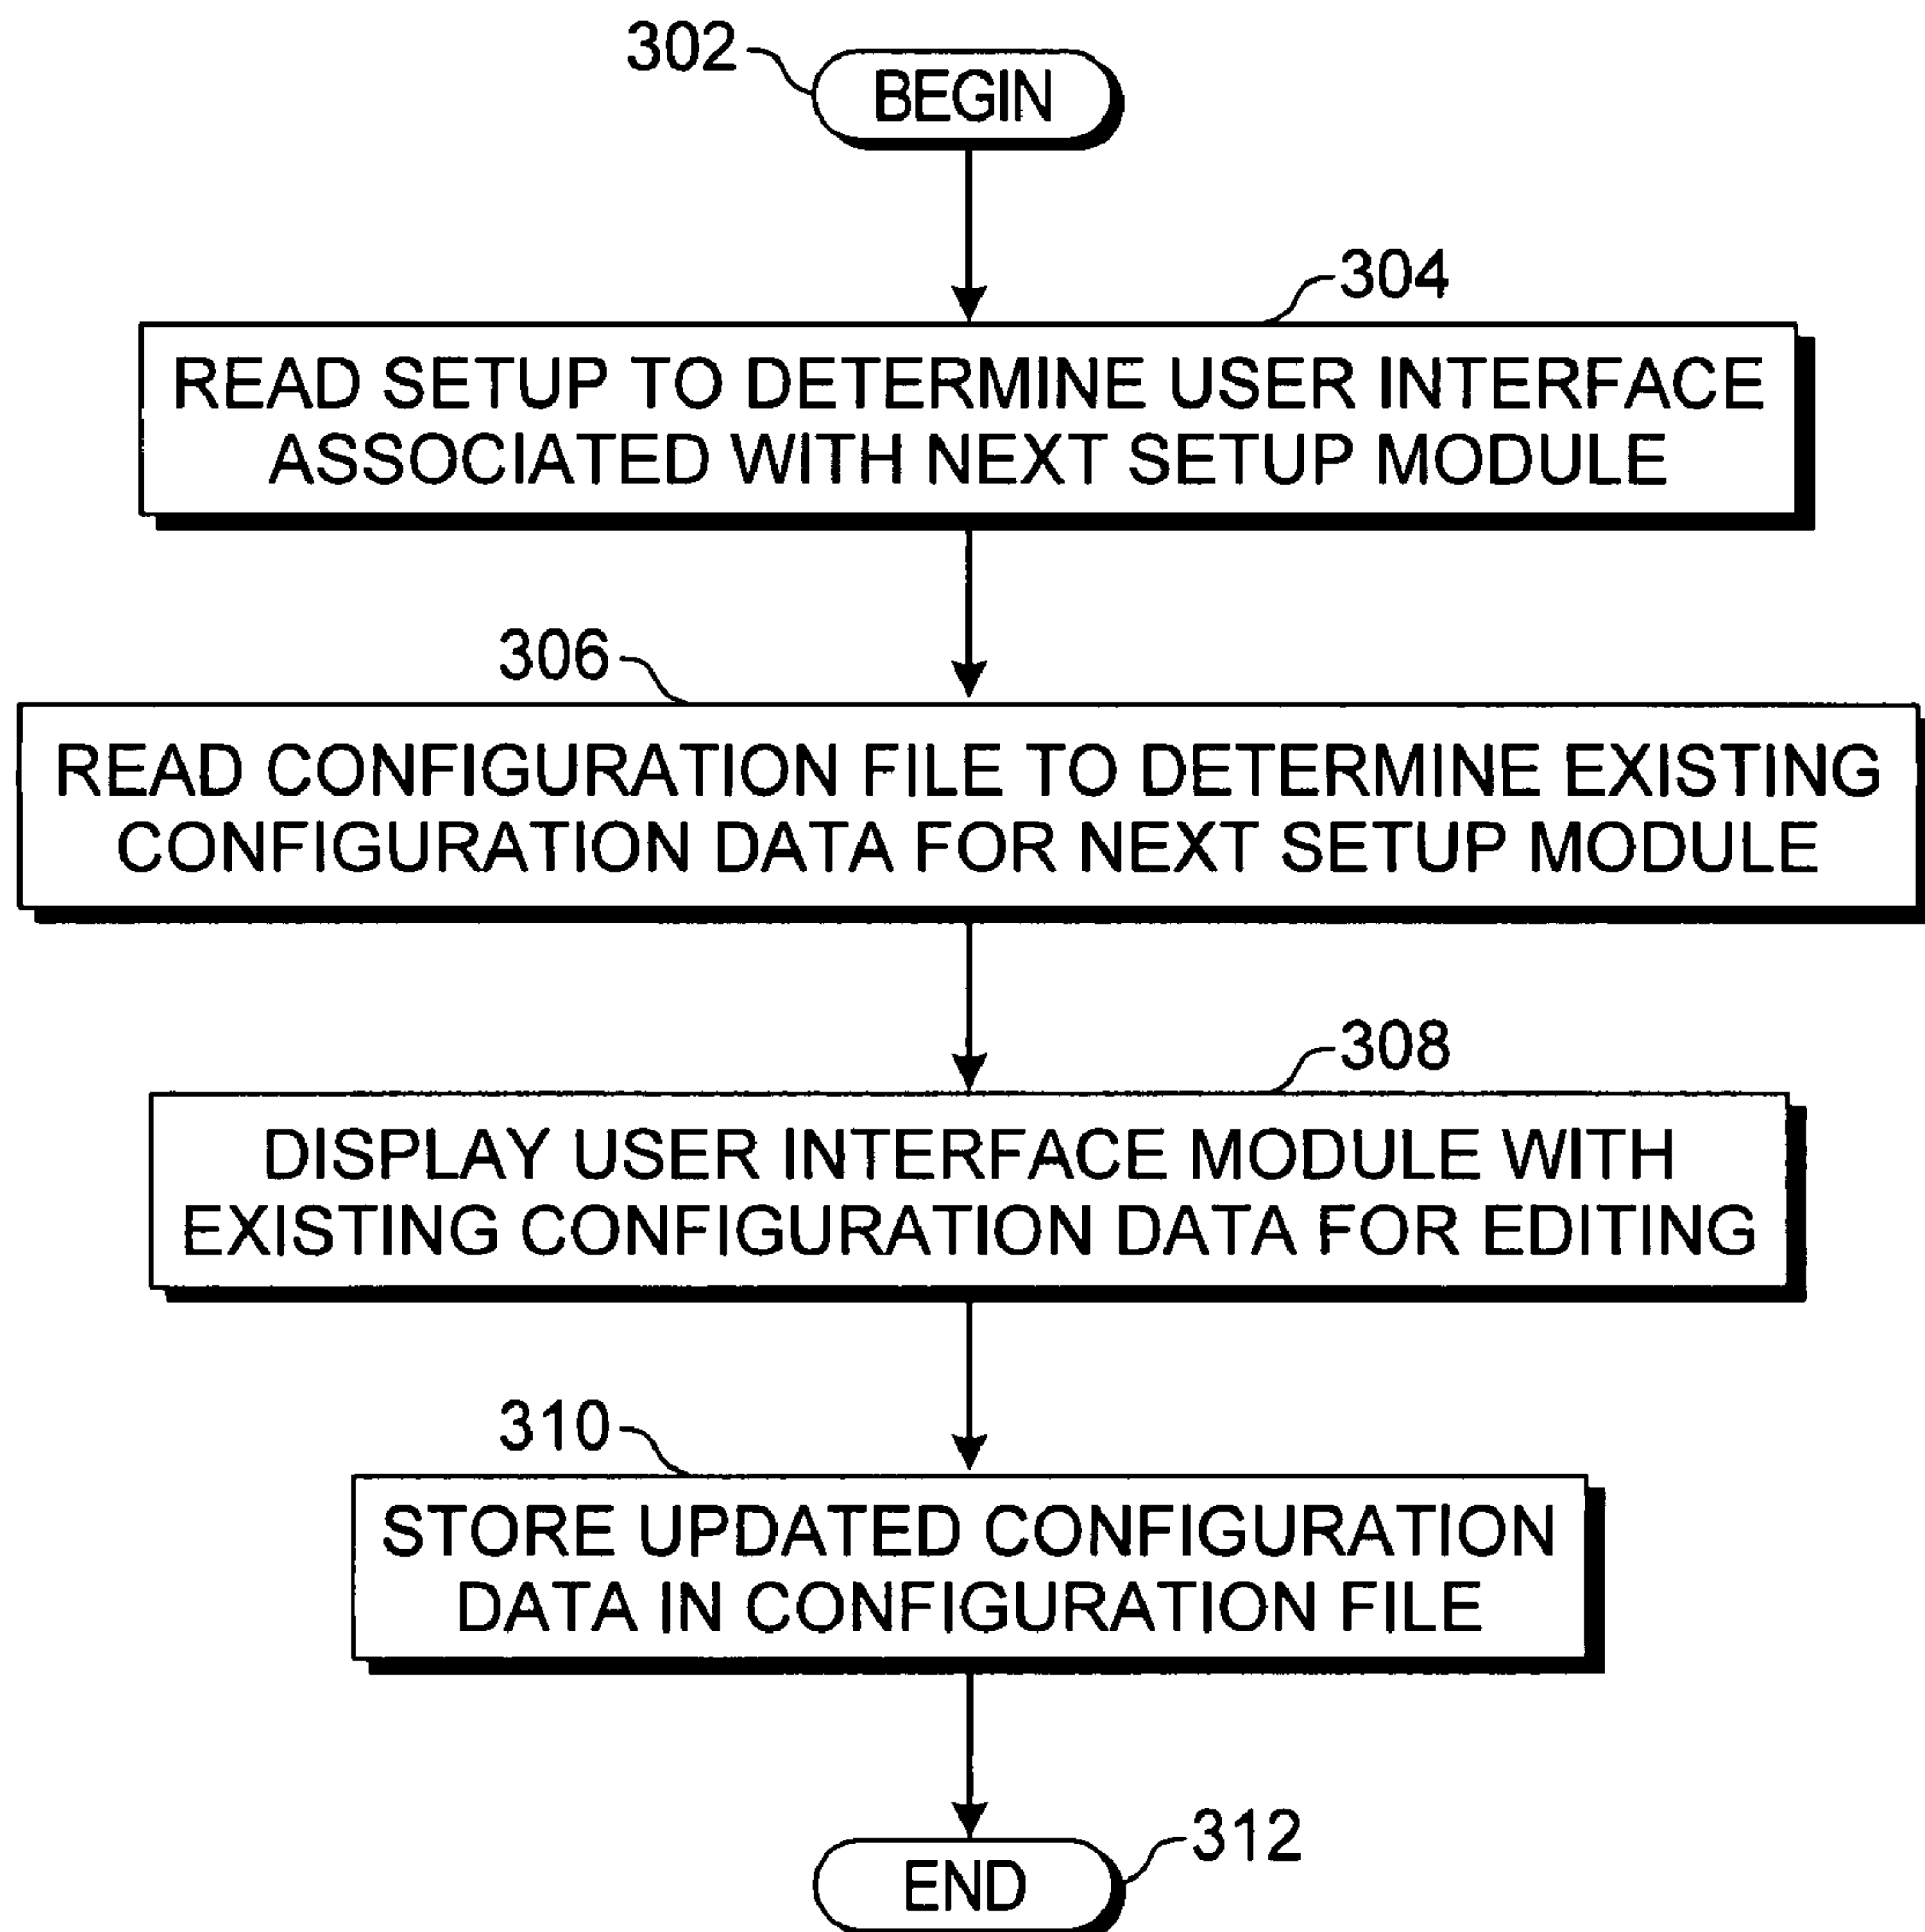 302
BEGIN
304
READ SETUP TO DETERMINE USER INTERFACE
ASSOCIATED WITH NEXT SETUP MODULE
306
READ CONFIGURATION FILE TO DETERMINE EXISTING
CONFIGURATION DATA FOR NEXT SETUP MODULE
308
DISPLAY USER INTERFACE MODULE WITH
EXISTING CONFIGURATION DATA FOR EDITING
310
STORE UPDATED CONFIGURATION
DATA IN CONFIGURATION FILE
312
END